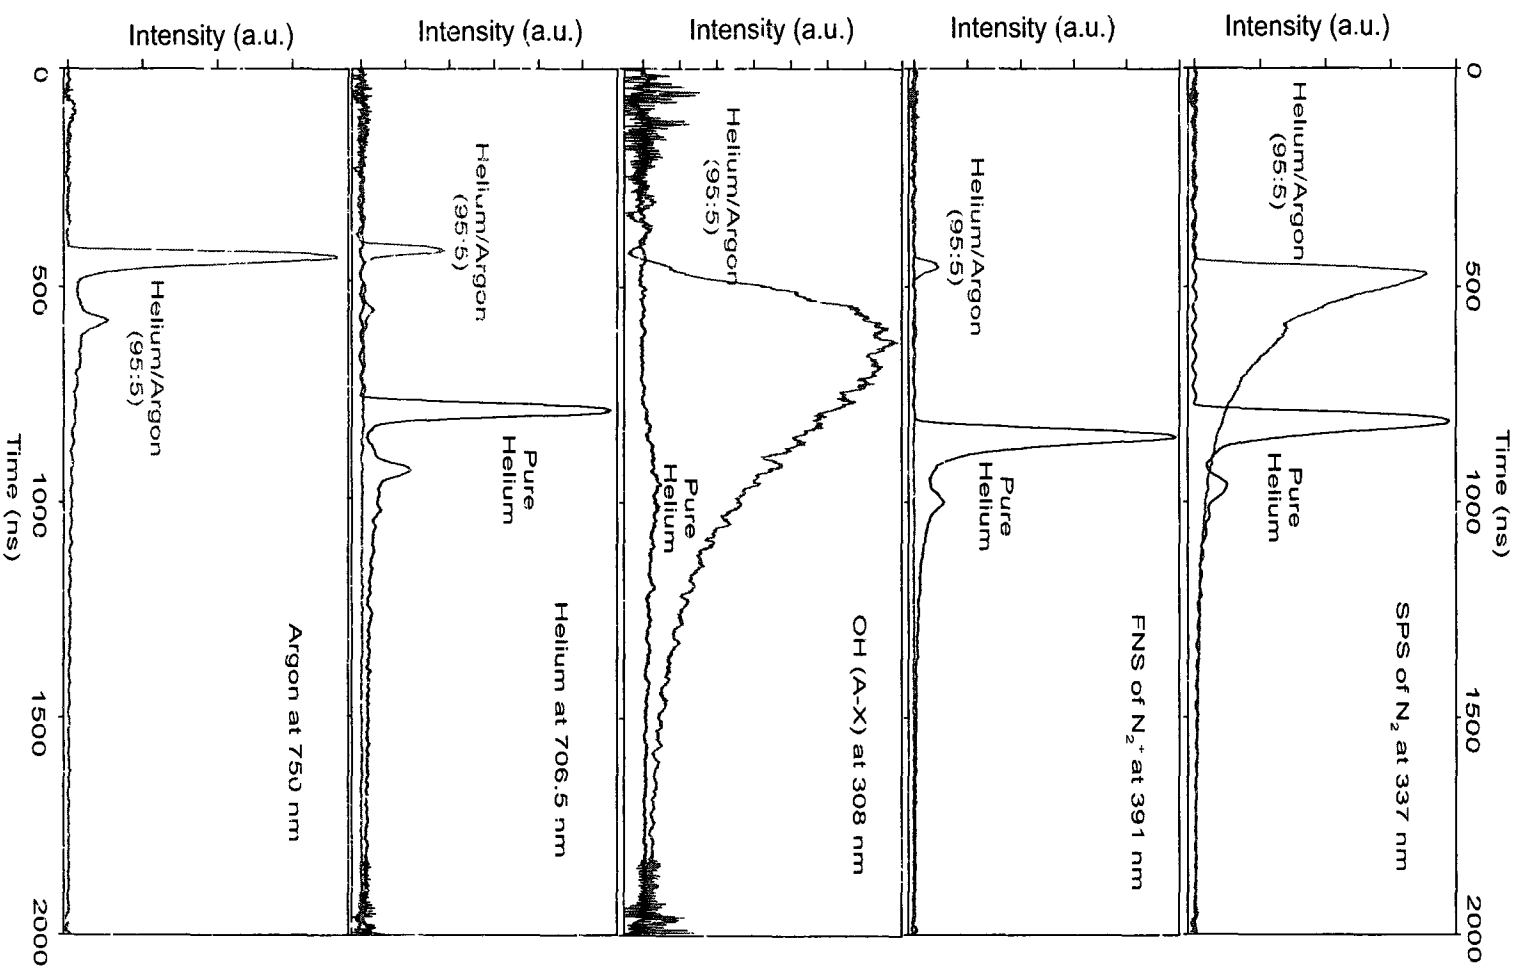 Time (ns)
0
500
1000
1500
2000
Intensity (a.u.)
Helium/Argon
(95:5)
Pure
Helium
SPS of N₂ at 337 nm
Intensity (a.u.)
Helium/Argon
(95:5)
Pure
Helium
FNS of N₂⁺ at 391 nm
Intensity (a.u.)
Helium/Argon
(95:5)
Pure
Helium
OH (A-X) at 308 nm
Intensity (a.u.)
Helium/Argon
(95:5)
Pure
Helium
Helium at 706.5 nm
Intensity (a.u.)
Helium/Argon
(95:5)
Argon at 750 nm
0
500
1000
1500
2000
Time (ns)